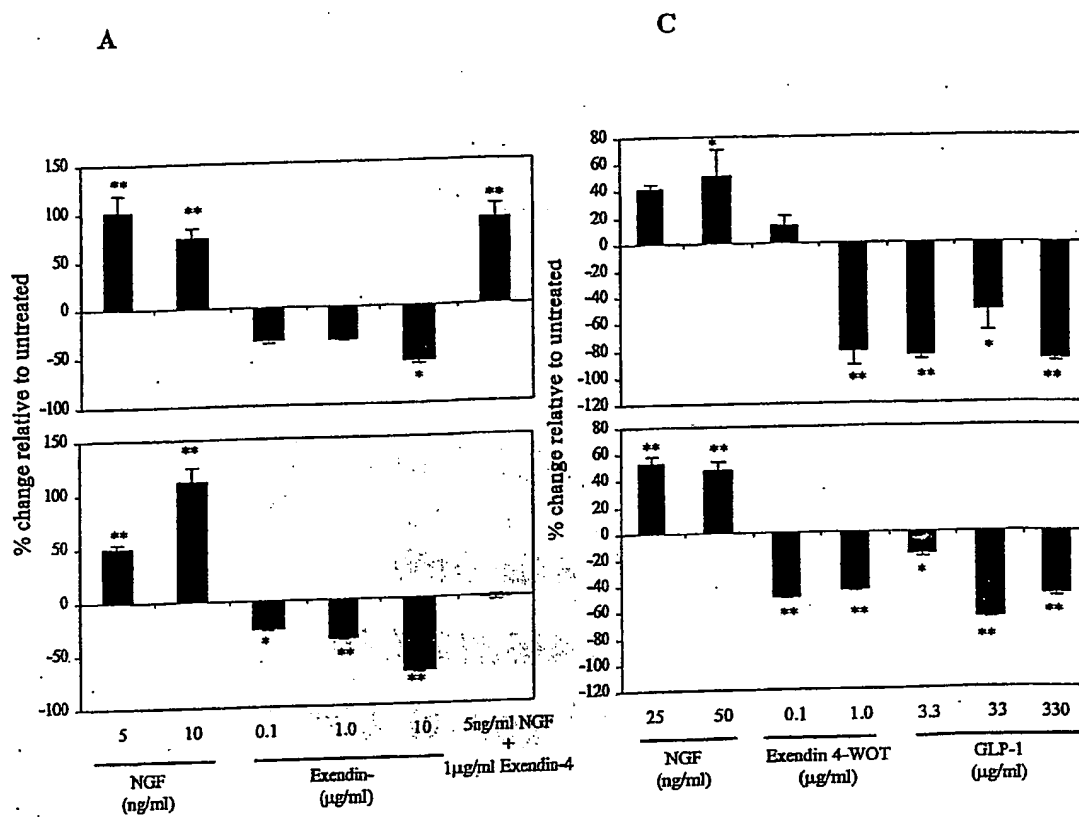 A
C
% change relative to untreated
150
100
50
0
-50
-100
** ** * **
150
100
50
0
-50
-100
** ** * ** **
5 10 0.1 1.0 10 5ng/ml NGF
+
1µg/ml Exendin-4
NGF
(ng/ml)
Exendin-
(µg/ml)
% change relative to untreated
80
60
40
20
0
-20
-40
-60
-80
-100
-120
* ** ** * **
80
60
40
20
0
-20
-40
-60
-80
-100
-120
** ** ** ** * ** **
25 50 0.1 1.0 3.3 33 330
NGF
(ng/ml)
Exendin 4-WOT
(µg/ml)
GLP-1
(µg/ml)